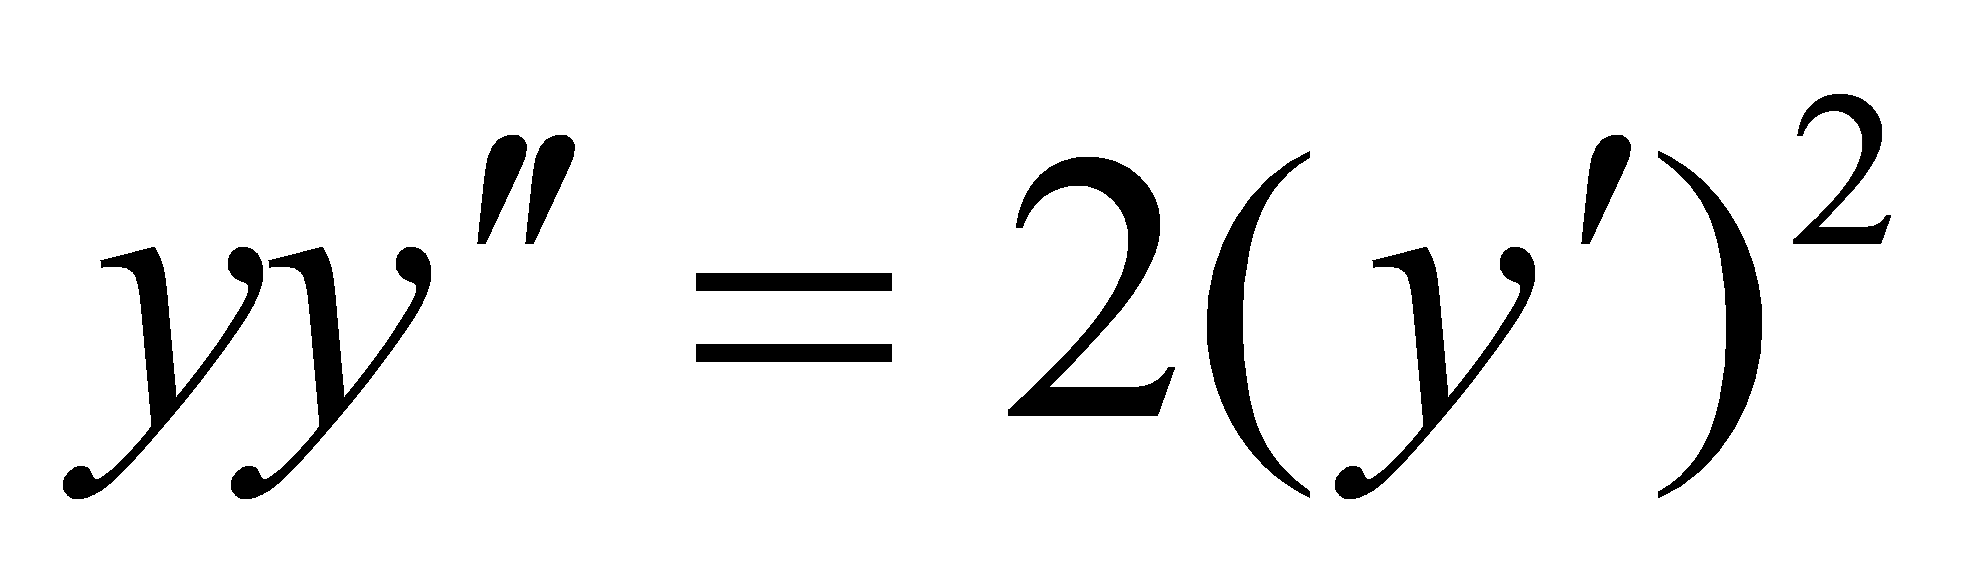 yy″ = 2(y′)²